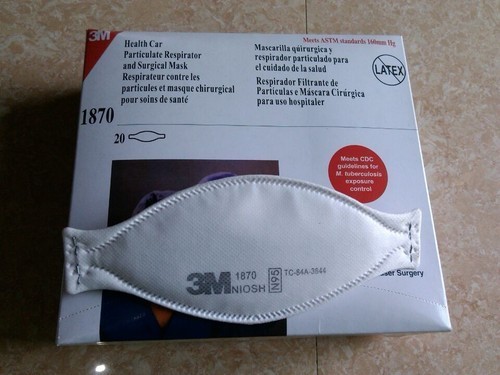 3M
Health Car
Particulate Respirator
and Surgical Mask
Respirateur contre les
particules et masque chirurgical
pour soins de santé
Meets ASTM standards 160mm Hg
Mascarilla quirurgica y
respirador particulado para
el cuidado de la salud
Respirador Filtrante de
Particulas e Máscara Cirúrgica
para uso hospitaler
LATEX
1870
20
Meets CDC
guidelines for
M. tuberculosis
exposure
control
Surgery
3M 1870
NIOSH N95 TC-84A-3844